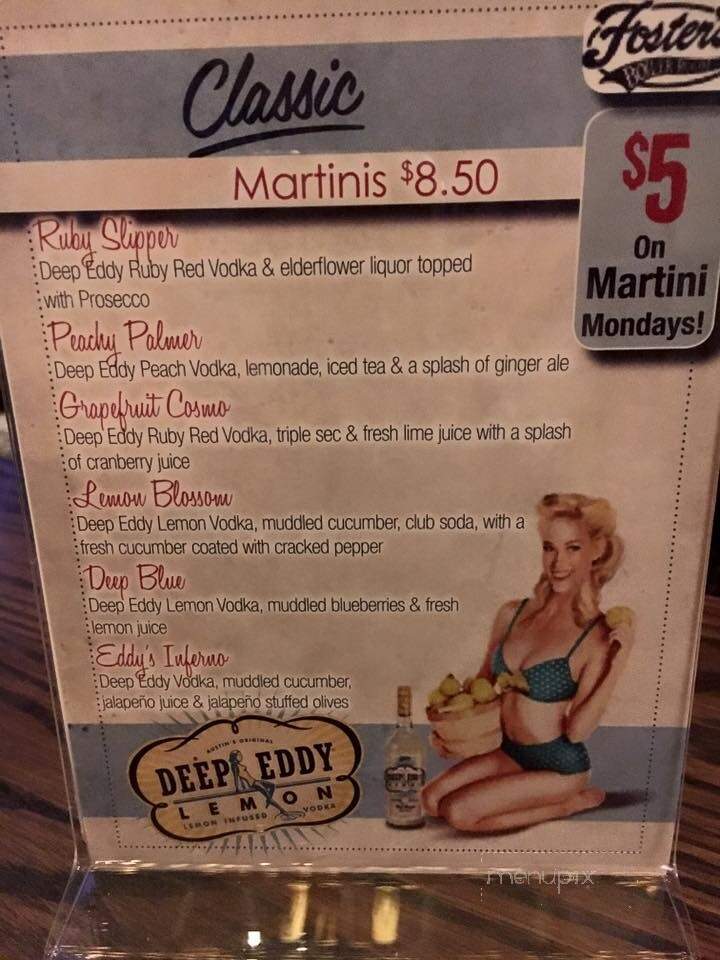 Foster's
Classic
Martinis $8.50
$5
On
Martini
Mondays!
Ruby Slipper
Deep Eddy Ruby Red Vodka & elderflower liquor topped
with Prosecco
Peachy Palmer
Deep Eddy Peach Vodka, lemonade, iced tea & a splash of ginger ale
Grapefruit Cosmo
Deep Eddy Ruby Red Vodka, triple sec & fresh lime juice with a splash
of cranberry juice
Lemon Blossom
Deep Eddy Lemon Vodka, muddled cucumber, club soda, with a
fresh cucumber coated with cracked pepper
Deep Blue
Deep Eddy Lemon Vodka, muddled blueberries & fresh
lemon juice
Eddy's Inferno
Deep Eddy Vodka, muddled cucumber,
jalapeño juice & jalapeño stuffed olives
AUSTIN'S ORIGINAL
DEEP EDDY
LEMON
LEMON INFUSED VODKA
DEEP EDDY
menupix